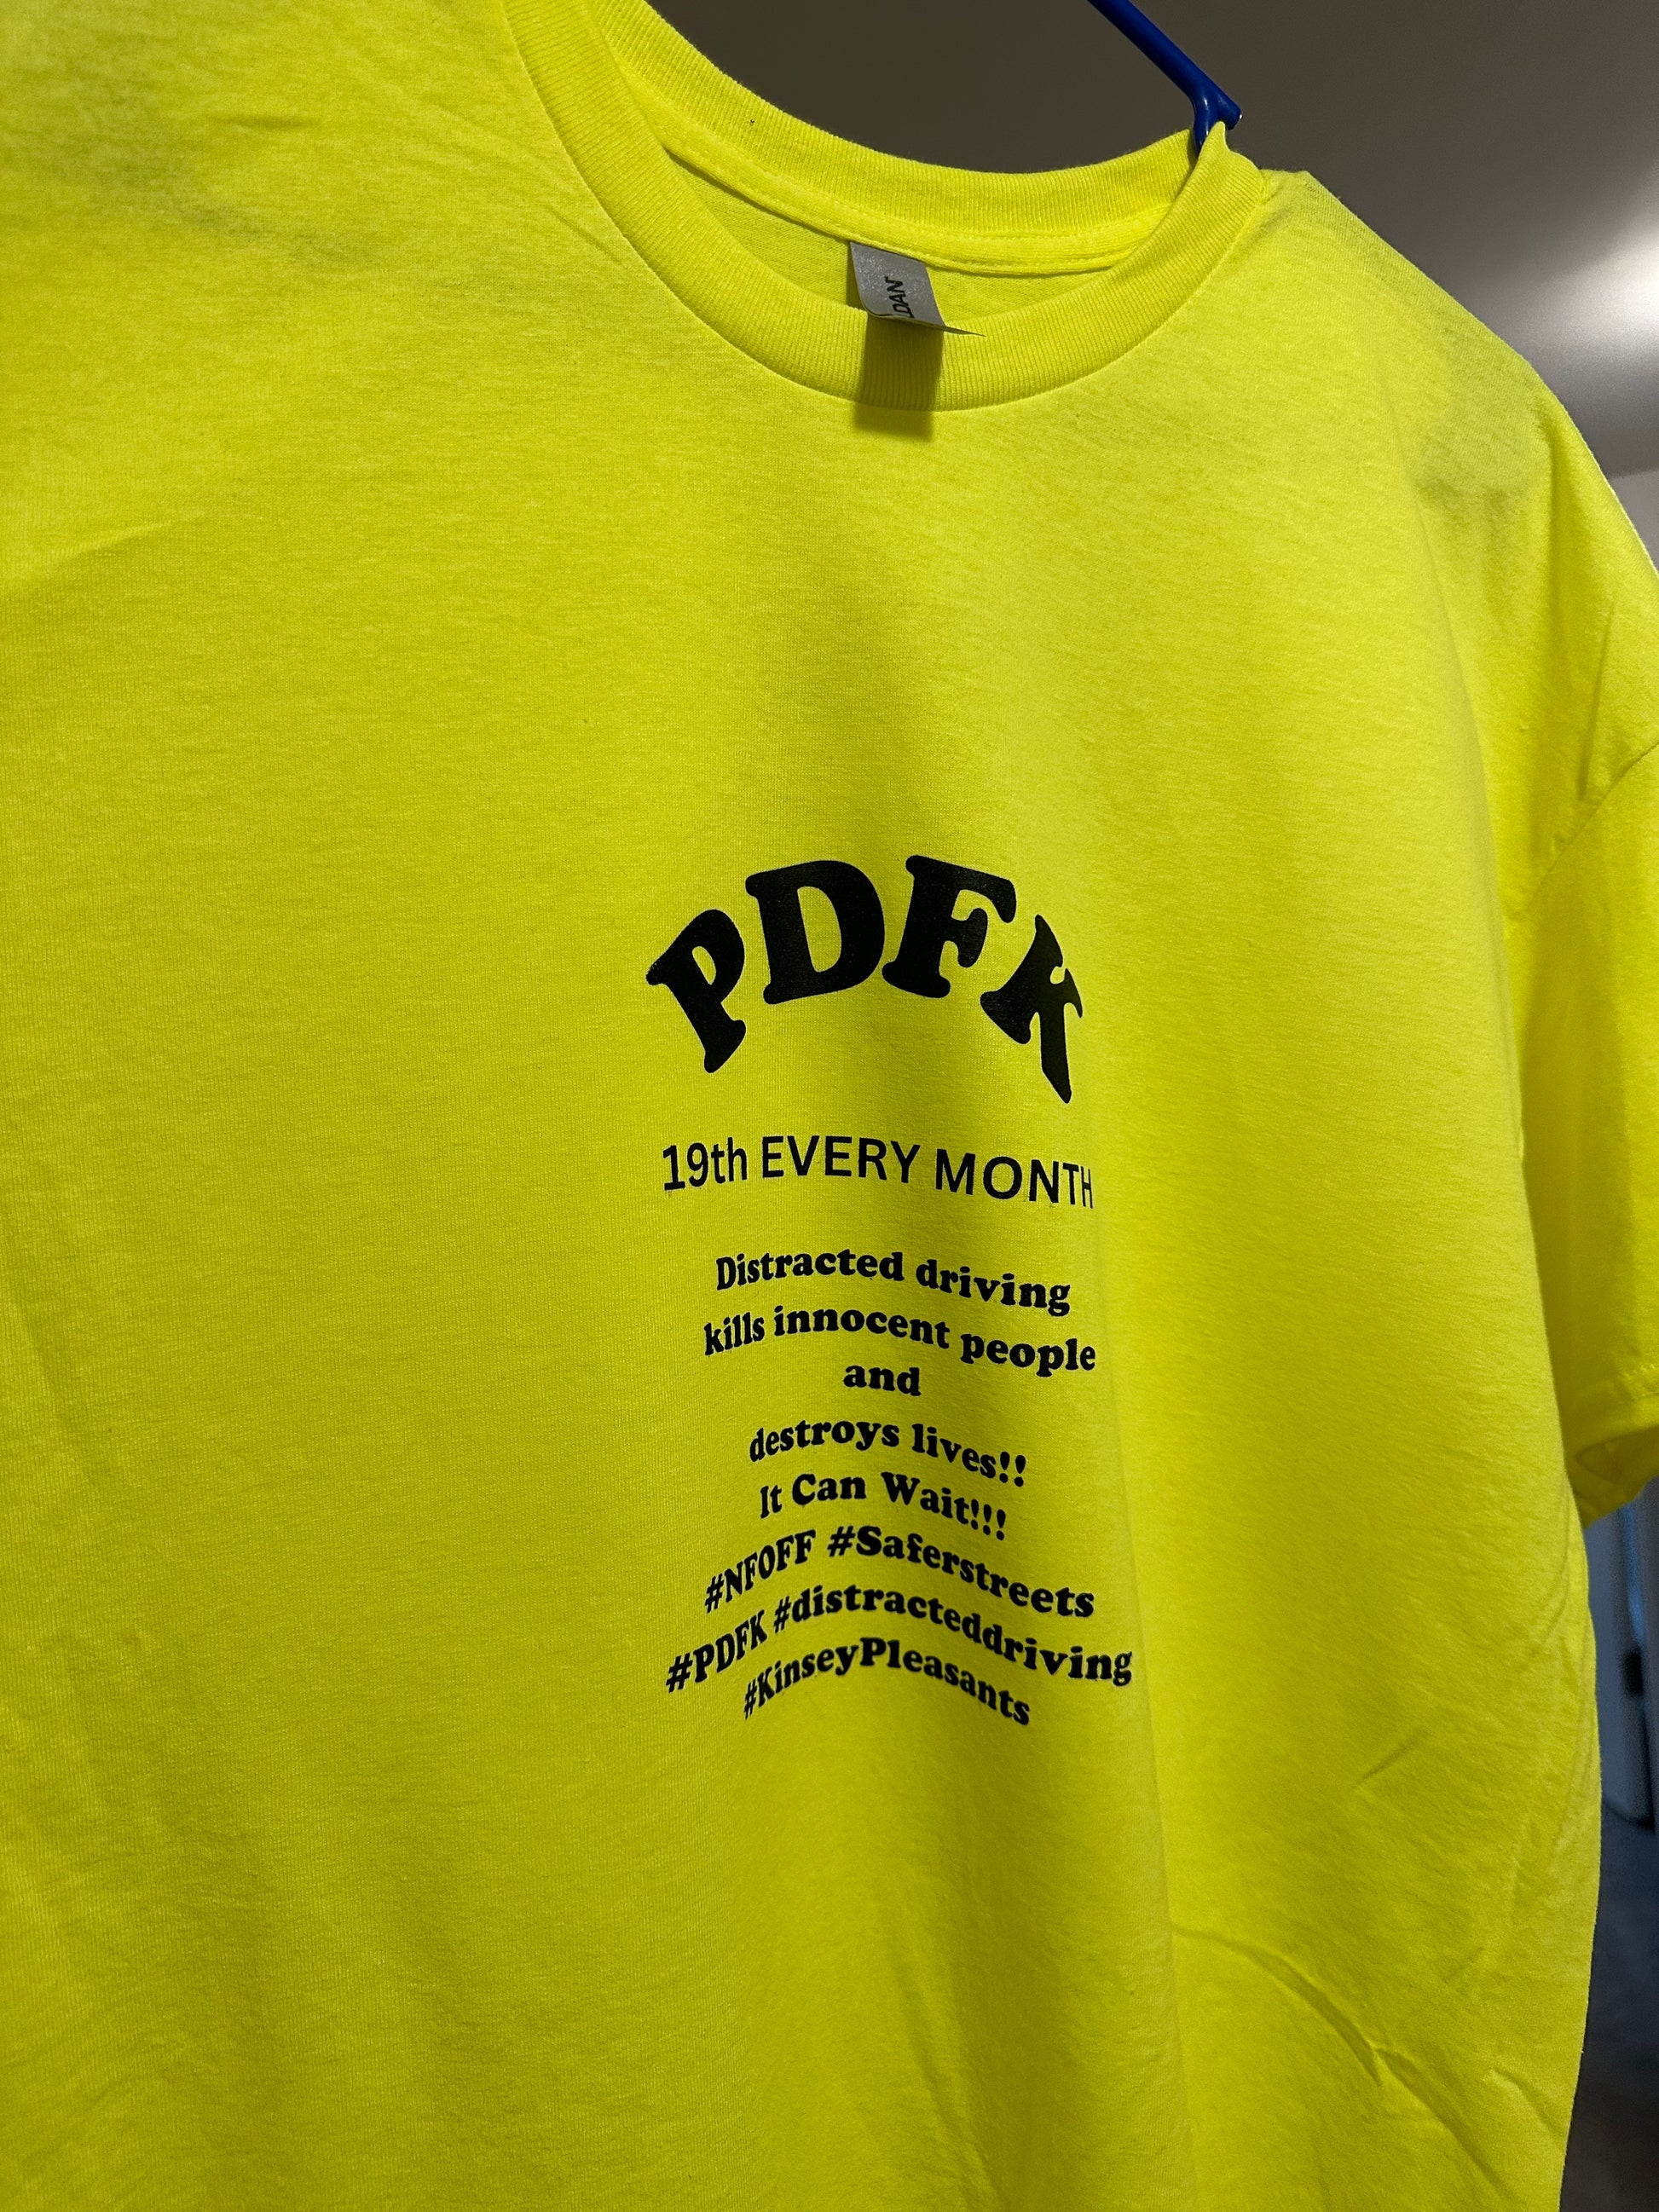 PDFK
19th EVERY MONTH
Distracted driving
kills innocent people
and
destroys lives!!
It Can Wait!!!
#NFOFF #Saferstreets
#PDFK #distracteddriving
#KinseyPleasants